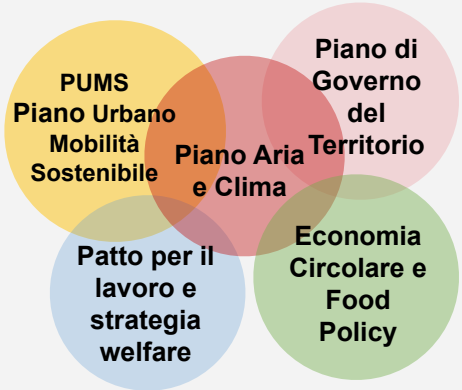 PUMS
Piano Urbano
Mobilità
Sostenibile
Piano di
Governo
del
Territorio
Piano Aria
e Clima
Patto per il
lavoro e
strategia
welfare
Economia
Circolare e
Food
Policy